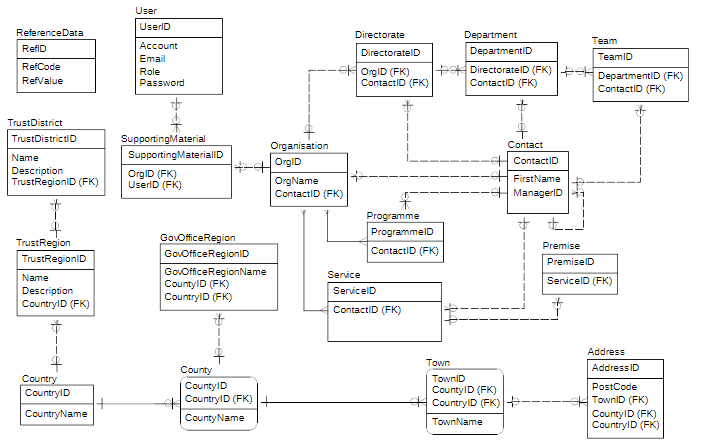 User
UserID
Account
Email
Role
Password
ReferenceData
RefID
RefCode
RefValue
Directorate
DirectorateID
OrgID (FK)
ContactID (FK)
Department
DepartmentID
DirectorateID (FK)
ContactID (FK)
Team
TeamID
DepartmentID (FK)
ContactID (FK)
TrustDistrict
TrustDistrictID
Name
Description
TrustRegionID (FK)
SupportingMaterial
SupportingMaterialID
OrgID (FK)
UserID (FK)
Organisation
OrgID
OrgName
ContactID (FK)
Contact
ContactID
FirstName
ManagerID
Programme
ProgrammeID
ContactID (FK)
TrustRegion
TrustRegionID
Name
Description
CountryID (FK)
GovOfficeRegion
GovOfficeRegionID
GovOfficeRegionName
CountyID (FK)
CountryID (FK)
Service
ServiceID
ContactID (FK)
Premise
PremiseID
ServiceID (FK)
Country
CountryID
CountryName
County
CountyID
CountryID (FK)
CountyName
Town
TownID
CountyID (FK)
CountryID (FK)
TownName
Address
AddressID
PostCode
TownID (FK)
CountyID (FK)
CountryID (FK)